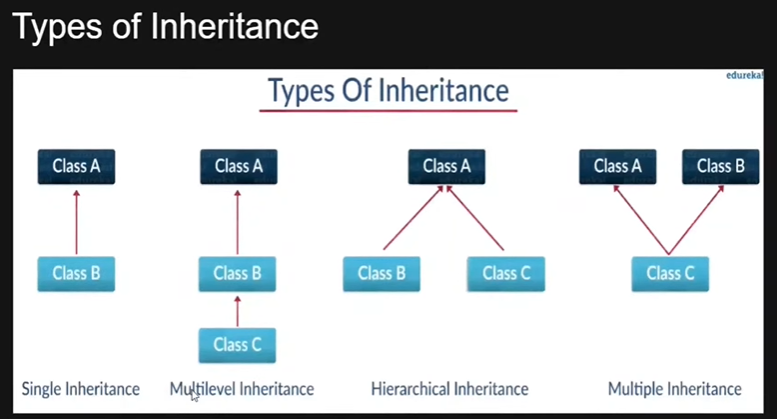 Types of Inheritance
edureka!
Types Of Inheritance
Class A
Class A
Class A
Class A
Class B
Class B
Class B
Class B
Class C
Class C
Class C
Single Inheritance
Multilevel Inheritance
Hierarchical Inheritance
Multiple Inheritance